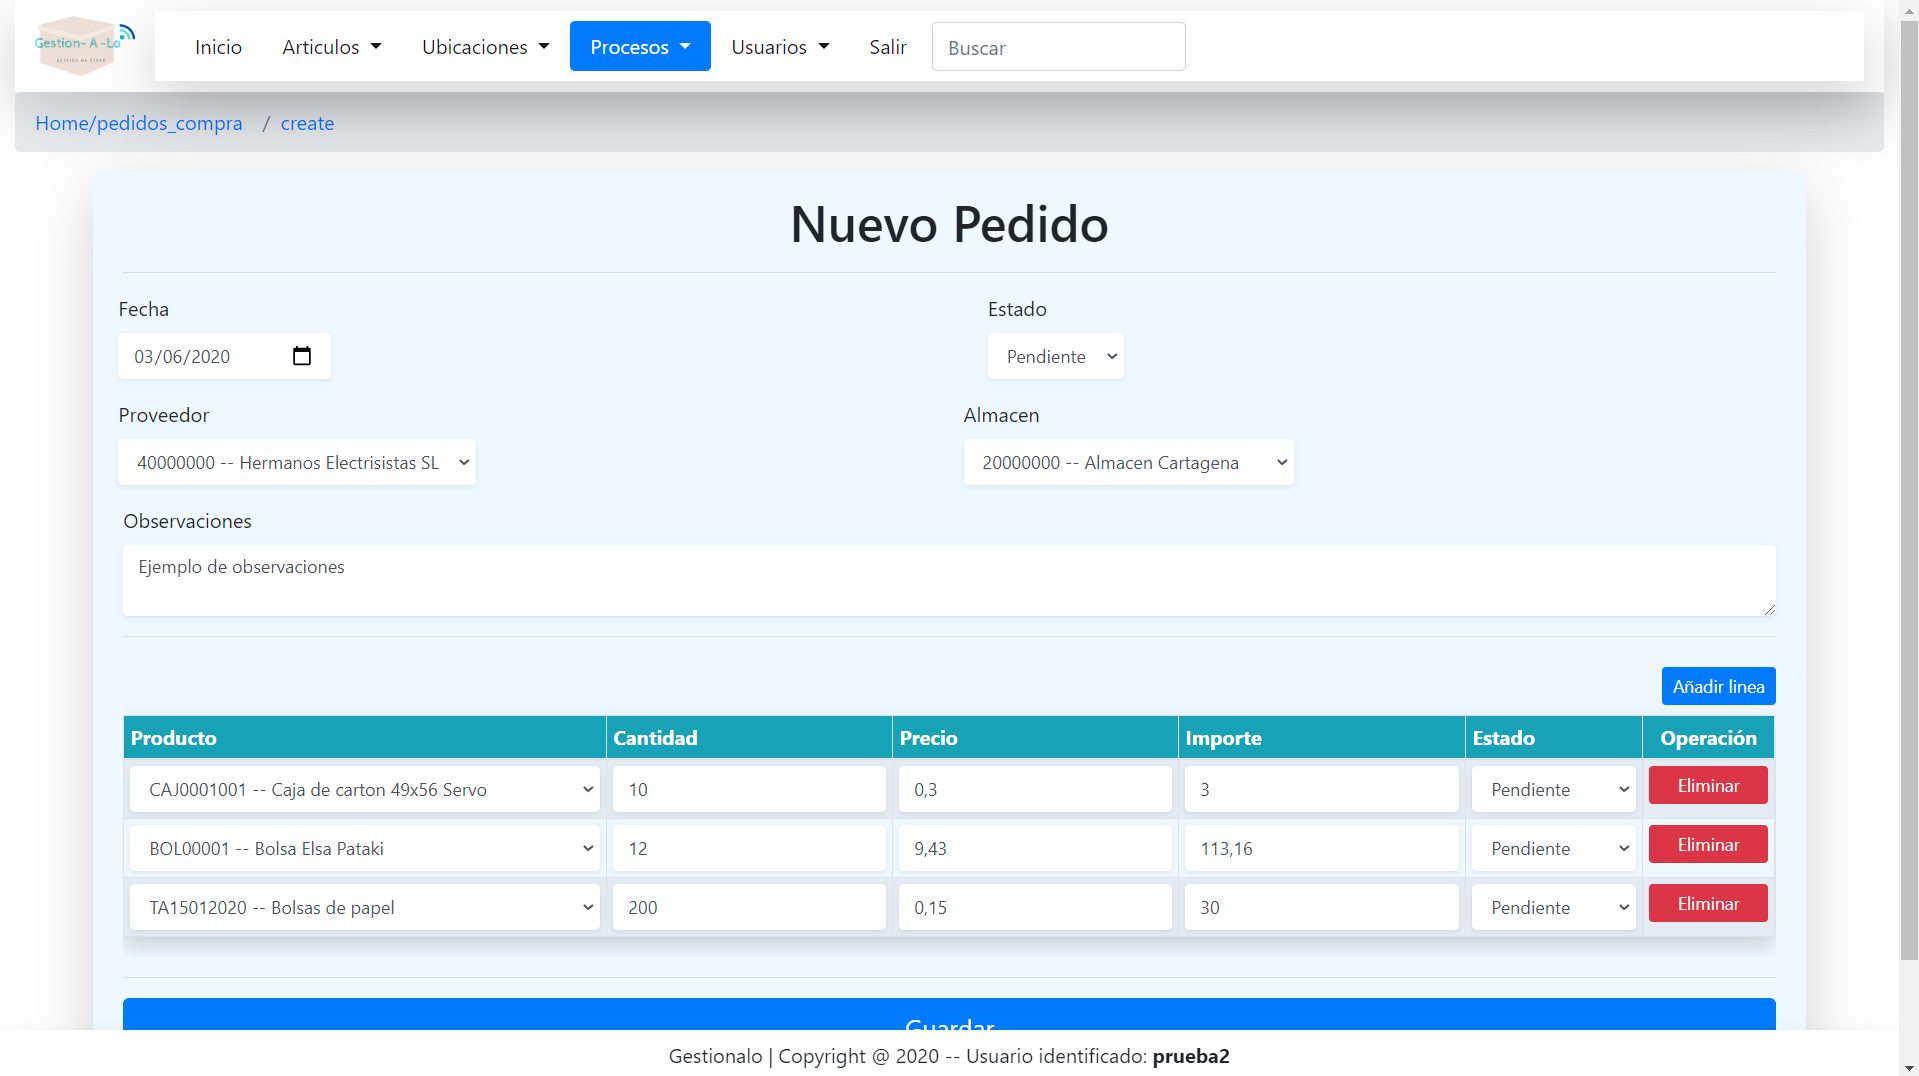 Gestion- A -Lo
GESTIÓN DE STOCK
Inicio Articulos Ubicaciones Procesos Usuarios Salir Buscar
Home/pedidos_compra / create
Nuevo Pedido
Fecha Estado
03/06/2020 Pendiente
Proveedor Almacen
40000000 -- Hermanos Electrisistas SL 20000000 -- Almacen Cartagena
Observaciones
Ejemplo de observaciones
Añadir linea
Producto Cantidad Precio Importe Estado Operación
CAJ0001001 -- Caja de carton 49x56 Servo 10 0,3 3 Pendiente Eliminar
BOL00001 -- Bolsa Elsa Pataki 12 9,43 113,16 Pendiente Eliminar
TA15012020 -- Bolsas de papel 200 0,15 30 Pendiente Eliminar
Guardar
Gestionalo | Copyright @ 2020 -- Usuario identificado: prueba2